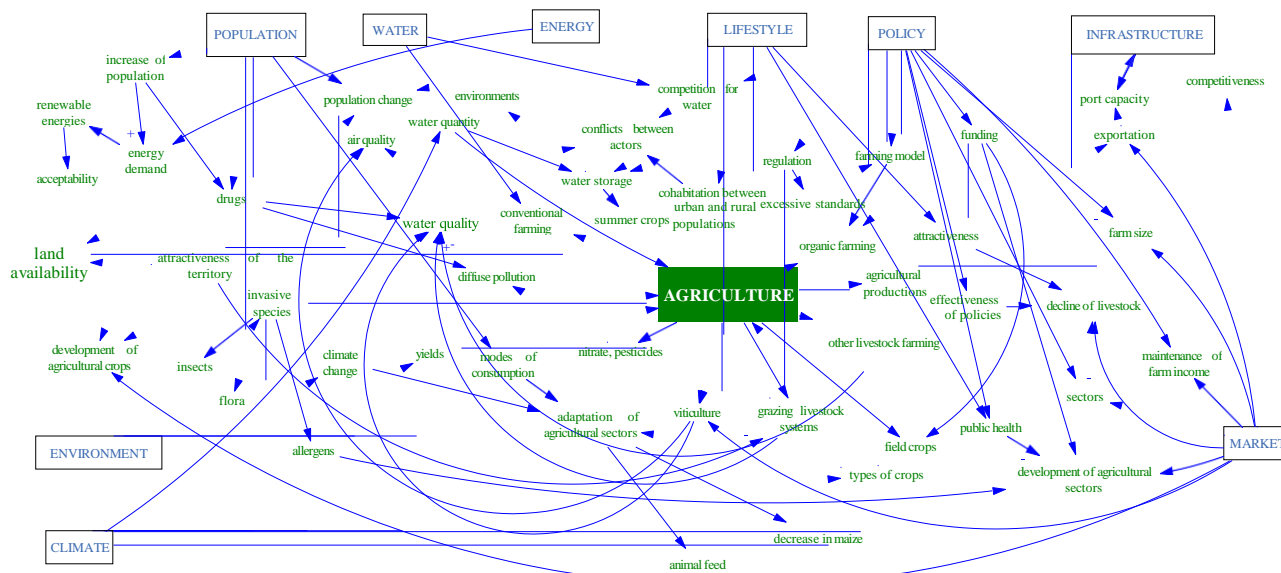 POPULATION
WATER
ENERGY
LIFESTYLE
POLICY
INFRASTRUCTURE
increase of
population
competitiveness
renewable
energies
population change
environments
competition for
water
port capacity
water quantity
conflicts between
actors
funding
exportation
+
energy
demand
air quality
regulation
farming model
acceptability
water storage
drugs
cohabitation between
urban and rural
populations
excessive standards
conventional
farming
summer crops
water quality
+-
land
availability
attractiveness of the
territory
organic farming
attractiveness
-
farm size
diffuse pollution
AGRICULTURE
agricultural
productions
effectiveness
of policies
decline of livestock
invasive
species
development of
agricultural crops
insects
climate
change
yields
modes of
consumption
nitrate, pesticides
other livestock farming
maintenance of
farm income
flora
-
sectors
adaptation of
agricultural sectors
viticulture
grazing livestock
systems
-
public health
ENVIRONMENT
allergens
field crops
MARKET
types of crops
-
development of agricultural
sectors
CLIMATE
decrease in maize
animal feed